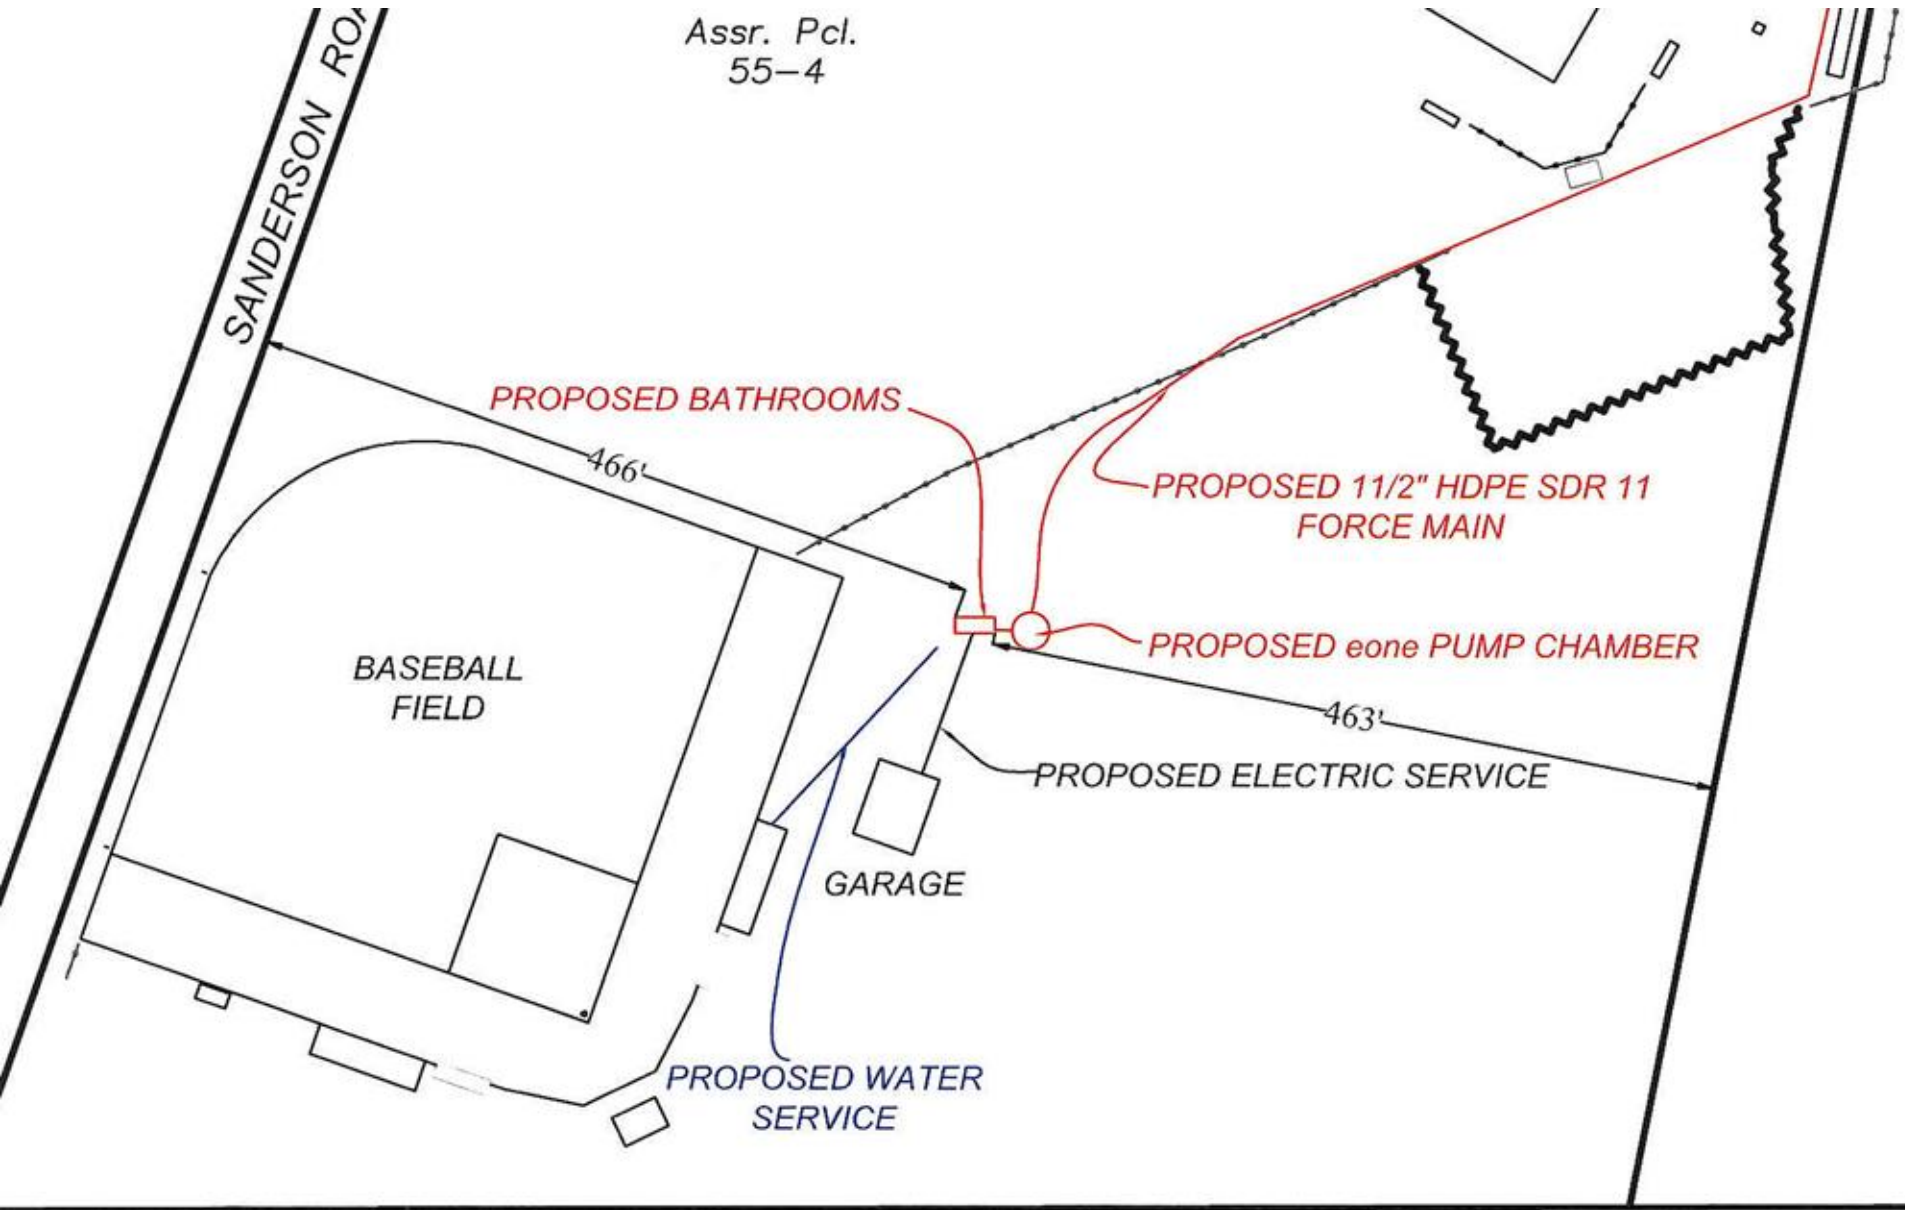 Assr. Pcl.
55-4
SANDERSON
PROPOSED BATHROOMS
466'
PROPOSED 11/2" HDPE SDR 11
FORCE MAIN
PROPOSED eone PUMP CHAMBER
BASEBALL
FIELD
463'
PROPOSED ELECTRIC SERVICE
GARAGE
PROPOSED WATER
SERVICE